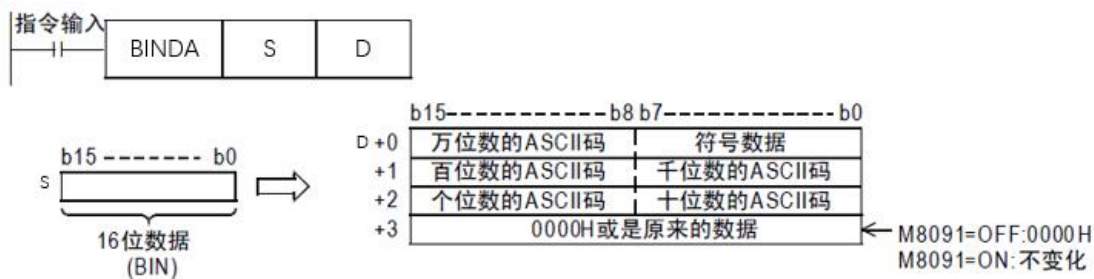 指令输入
BINDA S D
b15------------b8 b7------------b0
D +0 万位数的ASCII码 符号数据
b15 ------- b0
+1 百位数的ASCII码 千位数的ASCII码
S
+2 个位数的ASCII码 十位数的ASCII码
+3 0000H或是原来的数据
16位数据
(BIN)
M8091=OFF:0000H
M8091=ON:不变化